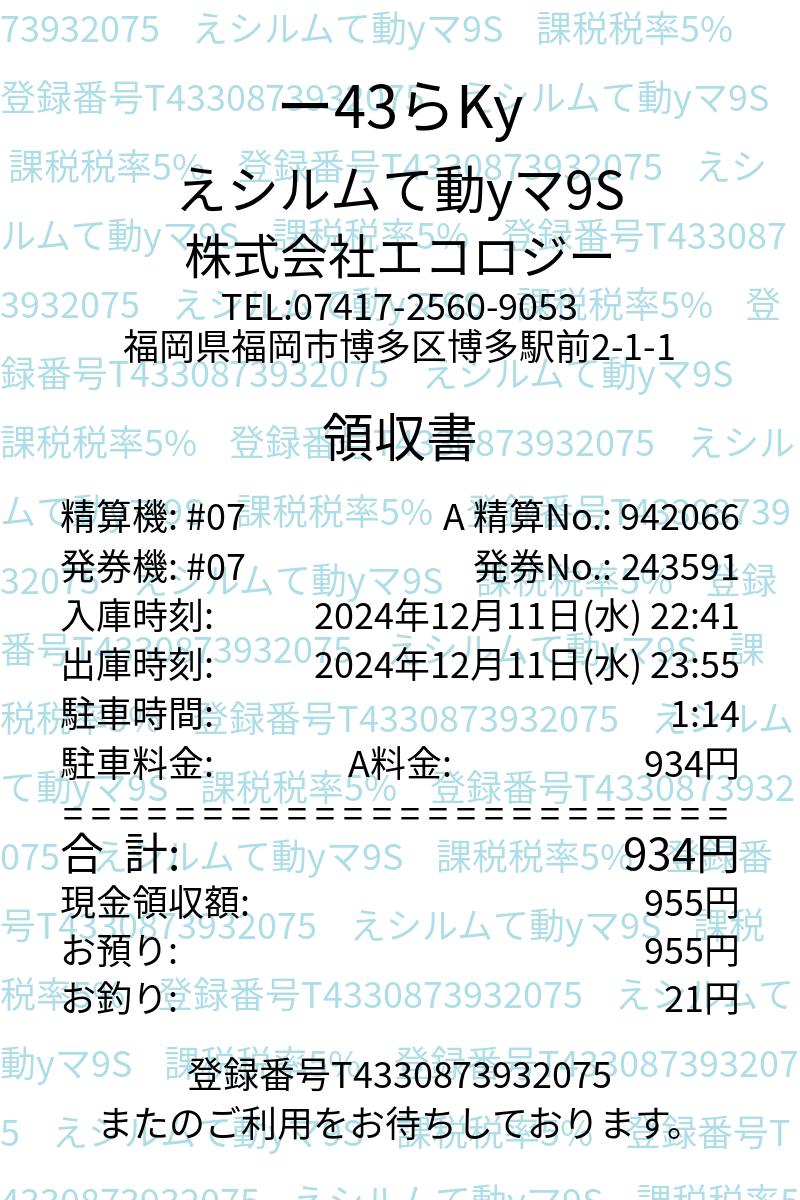 一43らKy
えシルムて動yマ9S
株式会社エコロジー
TEL:07417-2560-9053
福岡県福岡市博多区博多駅前2-1-1
領収書
精算機: #07 A 精算No.: 942066
発券機: #07 発券No.: 243591
入庫時刻: 2024年12月11日(水) 22:41
出庫時刻: 2024年12月11日(水) 23:55
駐車時間: 1:14
駐車料金: A料金: 934円
========================
合 計: 934円
現金領収額: 955円
お預り: 955円
お釣り: 21円
登録番号T4330873932075
またのご利用をお待ちしております。